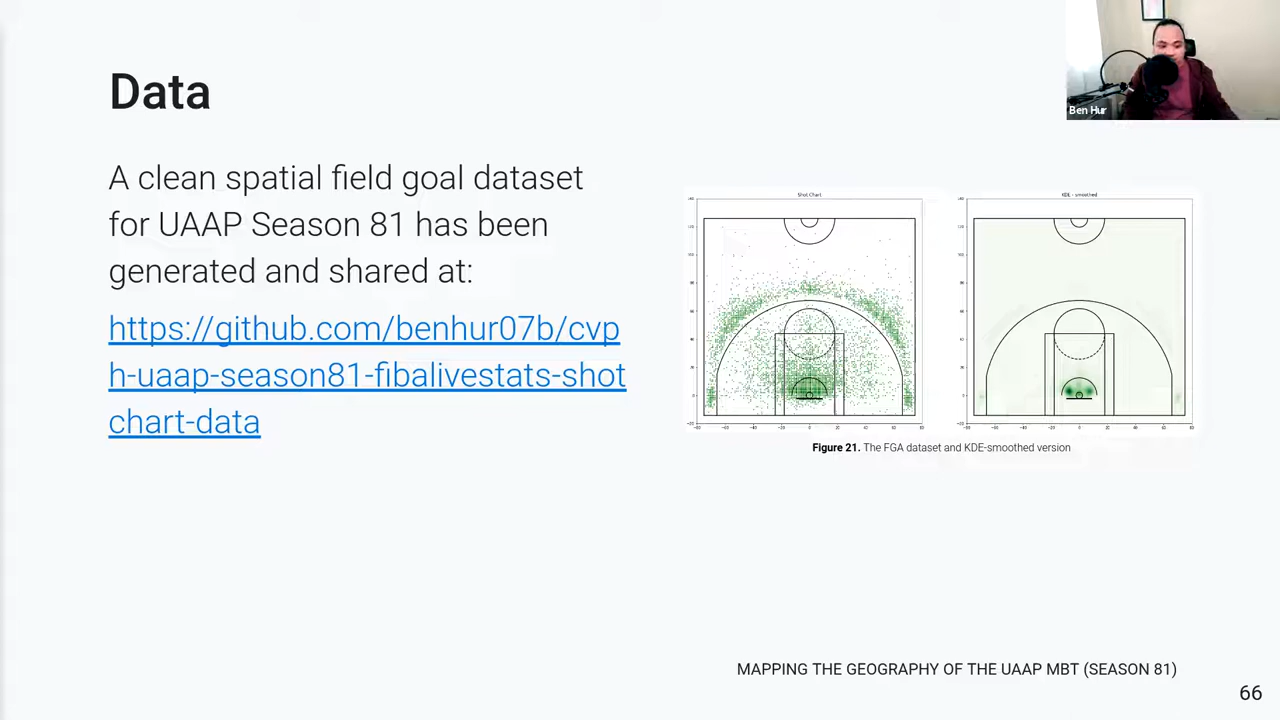 Data
Ben Hur
A clean spatial field goal dataset
for UAAP Season 81 has been
generated and shared at:
https://github.com/benhur07b/cvp
h-uaap-season81-fibalivestats-shot
chart-data
Shot Chart
KDE - smoothed
Figure 21. The FGA dataset and KDE-smoothed version
MAPPING THE GEOGRAPHY OF THE UAAP MBT (SEASON 81)
66